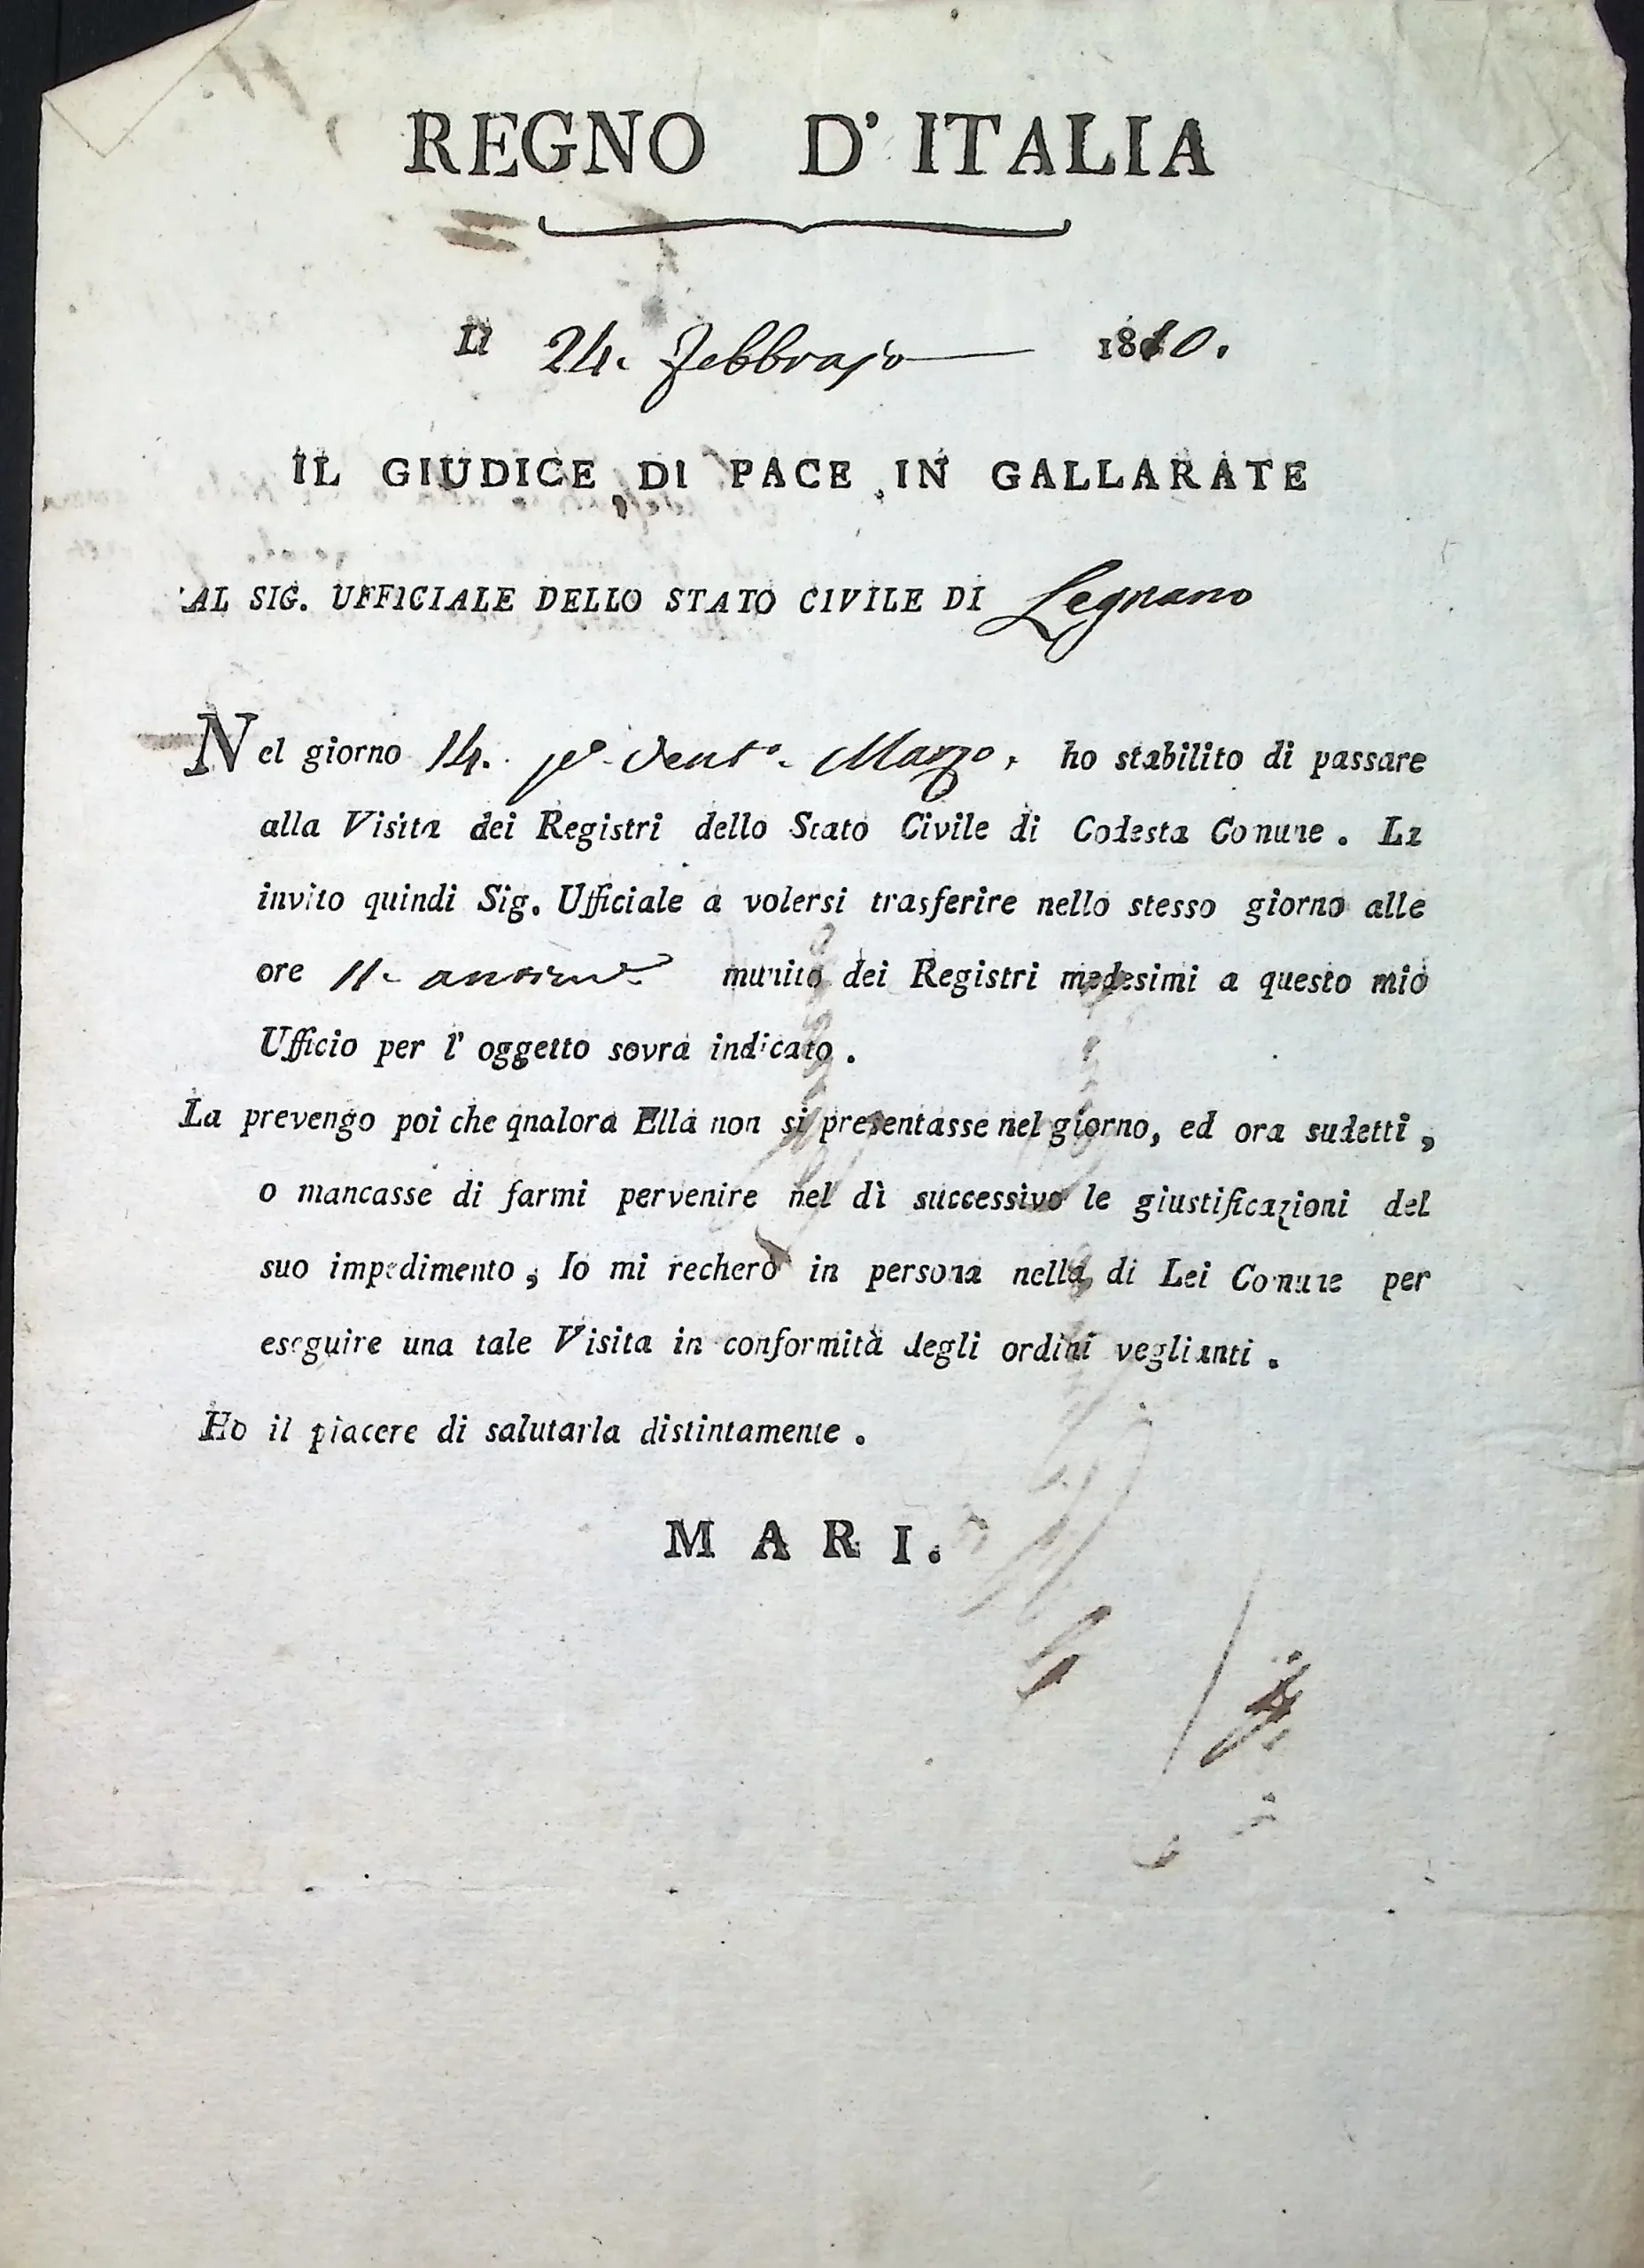 REGNO D' ITALIA
Lì 24. Febbrajo 1810.
IL GIUDICE DI PACE IN GALLARATE
AL SIG. UFFICIALE DELLO STATO CIVILE DI Legnano
Nel giorno 14. po. vent.o Marzo, ho stabilito di passare
alla Visita dei Registri dello Stato Civile di Codesta Comune. La
invito quindi Sig. Ufficiale a volersi trasferire nello stesso giorno alle
ore 11. munito dei Registri medesimi a questo mio
Ufficio per l' oggetto sovra indicato.
La prevengo poi che qnalora Ella non si presentasse nel giorno, ed ora sudetti,
o mancasse di farmi pervenire nel dì successivo le giustificazioni del
suo impedimento, Io mi recherò in persona nella di Lei Comune per
eseguire una tale Visita in conformità degli ordini veglianti.
Ho il piacere di salutarla distintamente.
MARI.